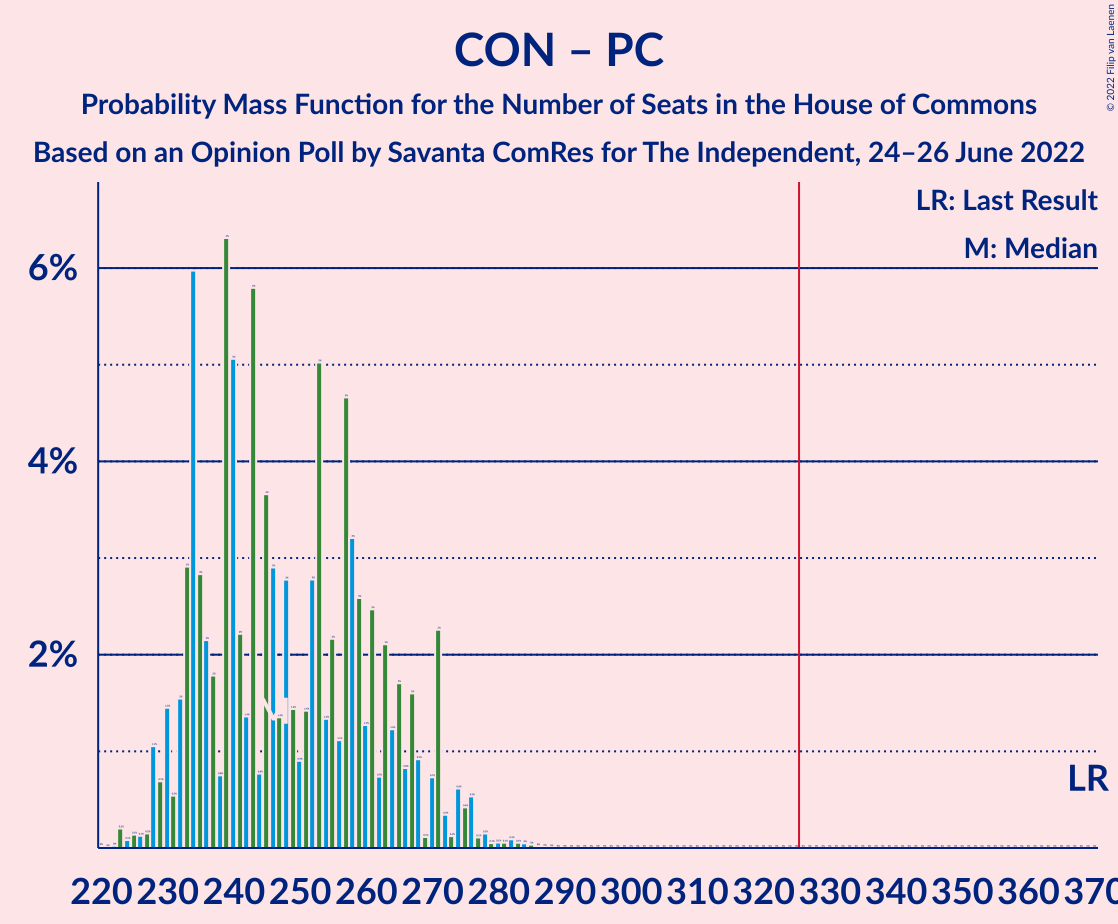 CON – PC
Probability Mass Function for the Number of Seats in the House of Commons
Based on an Opinion Poll by Savanta ComRes for The Independent, 24–26 June 2022
© 2022 Filip van Laenen
LR: Last Result
M: Median
6%
4%
2%
LR
220 230 240 250 260 270 280 290 300 310 320 330 340 350 360 370